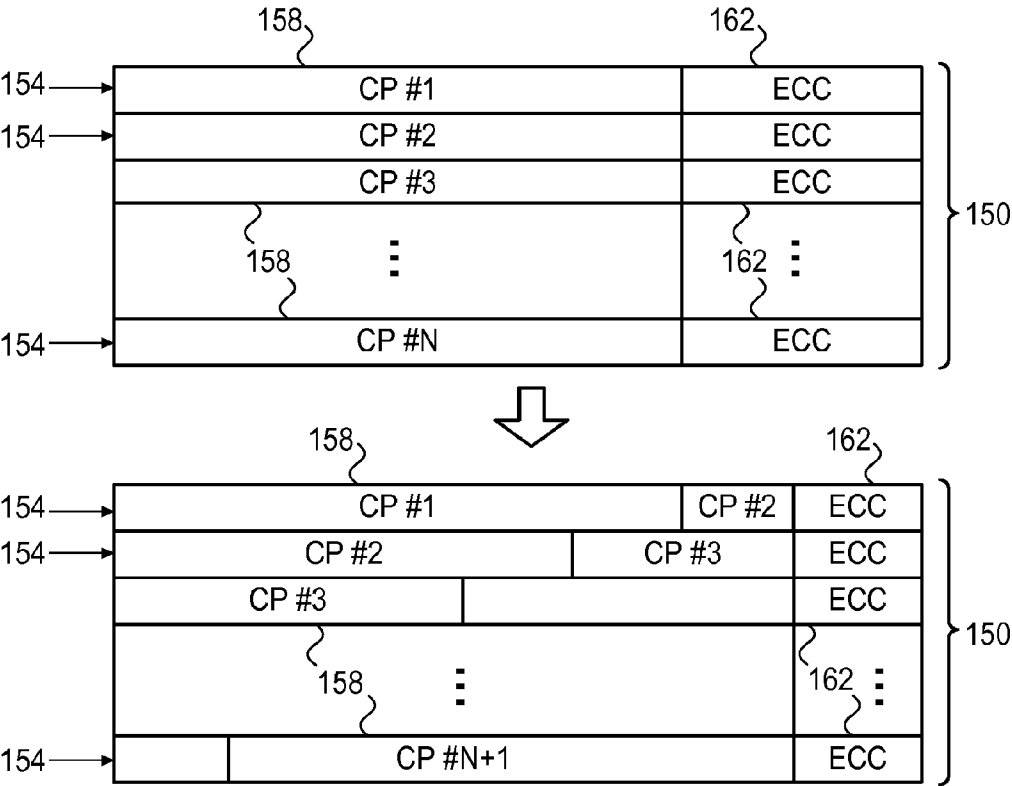 158 162
154 CP #1 ECC
154 CP #2 ECC
CP #3 ECC
150
158 162
154 CP #N ECC
158 162
154 CP #1 CP #2 ECC
154 CP #2 CP #3 ECC
CP #3 ECC
150
158 162
154 CP #N+1 ECC